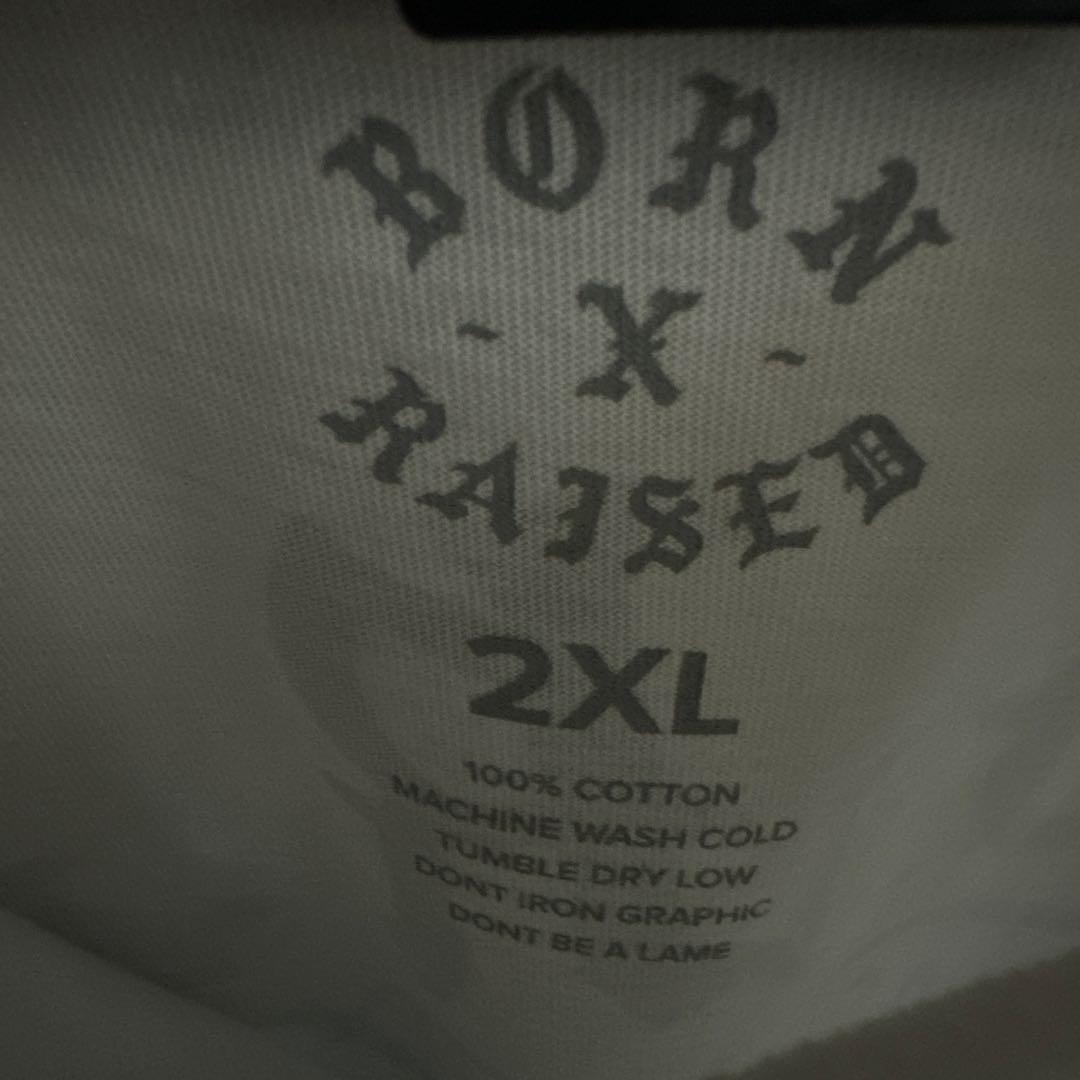 BORN
~ X ~
RAISED
2XL
100% COTTON
MACHINE WASH COLD
TUMBLE DRY LOW
DONT IRON GRAPHIC
DONT BE A LAME